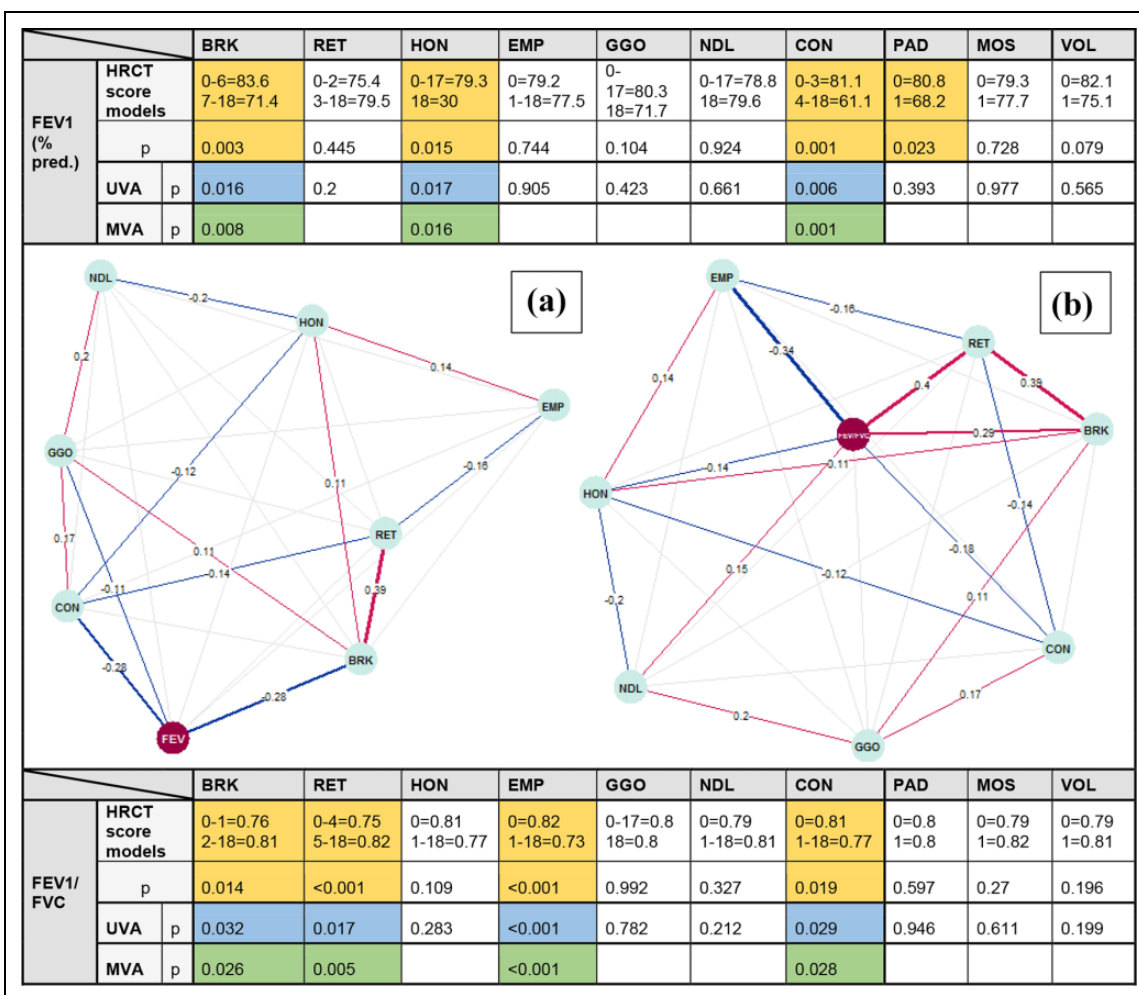 BRK RET HON EMP GGO NDL CON PAD MOS VOL
FEV1 (% pred.)
HRCT score models
0-6=83.6 0-2=75.4 0-17=79.3 0=79.2 0-17=80.3 0-17=78.8 0-3=81.1 0=80.8 0=79.3 0=82.1
7-18=71.4 3-18=79.5 18=30 1-18=77.5 18=71.7 18=79.6 4-18=61.1 1=68.2 1=77.7 1=75.1
p 0.003 0.445 0.015 0.744 0.104 0.924 0.001 0.023 0.728 0.079
UVA p 0.016 0.2 0.017 0.905 0.423 0.661 0.006 0.393 0.977 0.565
MVA p 0.008 0.016 0.001
(a)
NDL
-0.2
HON
0.2
0.14
EMP
GGO
-0.12
0.11
-0.16
RET
0.17
0.11
-0.14
-0.11
0.39
CON
BRK
-0.28
-0.28
FEV
(b)
EMP
-0.16
RET
-0.34
0.14
0.4
0.39
FEV/FVC
0.29
BRK
-0.14
-0.11
HON
-0.14
-0.18
0.15
-0.12
-0.2
0.11
CON
NDL
0.17
0.2
GGO
BRK RET HON EMP GGO NDL CON PAD MOS VOL
FEV1/ FVC
HRCT score models
0-1=0.76 0-4=0.75 0=0.81 0=0.82 0-17=0.8 0=0.79 0=0.81 0=0.8 0=0.79 0=0.79
2-18=0.81 5-18=0.82 1-18=0.77 1-18=0.73 18=0.8 1-18=0.81 1-18=0.77 1=0.8 1=0.82 1=0.81
p 0.014 <0.001 0.109 <0.001 0.992 0.327 0.019 0.597 0.27 0.196
UVA p 0.032 0.017 0.283 <0.001 0.782 0.212 0.029 0.946 0.611 0.199
MVA p 0.026 0.005 <0.001 0.028